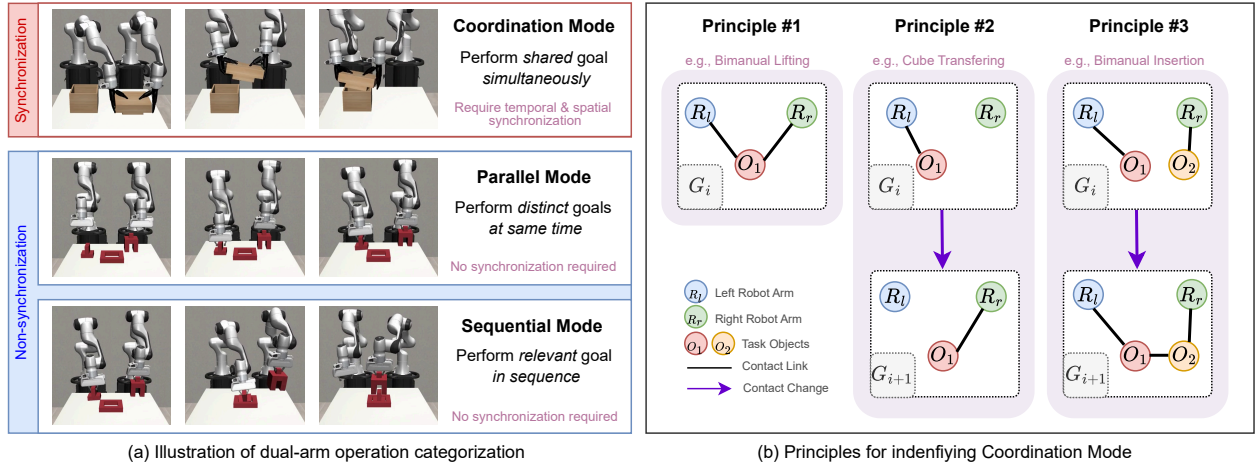 Synchronization
Coordination Mode
Perform shared goal
simultaneously
Require temporal & spatial
synchronization
Non-synchronization
Parallel Mode
Perform distinct goals
at same time
No synchronization required
Sequential Mode
Perform relevant goal
in sequence
No synchronization required
(a) Illustration of dual-arm operation categorization
Principle #1
e.g., Bimanual Lifting
R_l
R_r
O_1
G_i
Principle #2
e.g., Cube Transfering
R_l
R_r
O_1
G_i
R_l
R_r
O_1
G_{i+1}
Principle #3
e.g., Bimanual Insertion
R_l
R_r
O_1
O_2
G_i
R_l
R_r
O_1
O_2
G_{i+1}
R_l Left Robot Arm
R_r Right Robot Arm
O_1 O_2 Task Objects
Contact Link
Contact Change
(b) Principles for indenfiying Coordination Mode